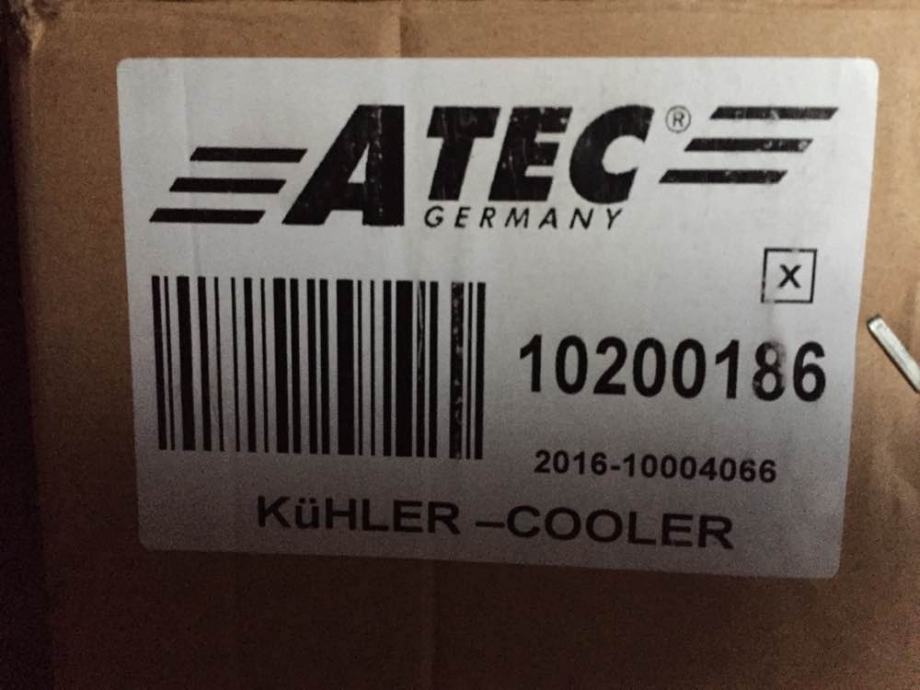 ATEC®
GERMANY
X
10200186
2016-10004066
KüHLER –COOLER